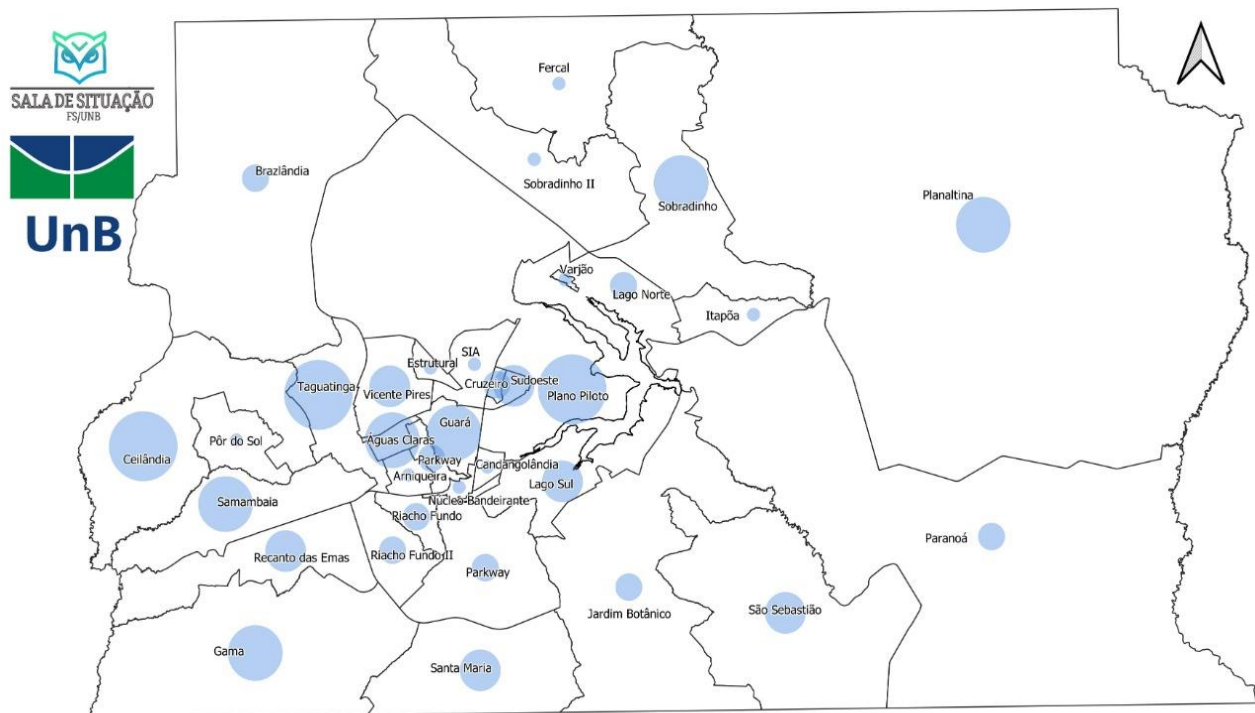 SALA DE SITUAÇÃO
FS/UNB
UnB
Fercal
Brazlândia
Sobradinho II
Sobradinho
Planaltina
Varjão
Lago Norte
Itapõa
SIA
Estrutural
Taguatinga
Vicente Pires
Cruzeiro
Sudoeste
Plano Piloto
Guará
Águas Claras
Pôr do Sol
Ceilândia
Parkway
Candangolândia
Arniqueira
Lago Sul
Núcleo Bandeirante
Samambaia
Riacho Fundo
Recanto das Emas
Riacho Fundo II
Parkway
Paranoá
Jardim Botânico
São Sebastião
Gama
Santa Maria